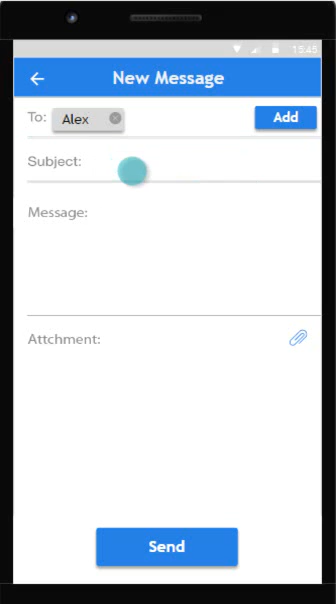 15:45
New Message
To: Alex Add
Subject:
Message:
Attchment:
Send